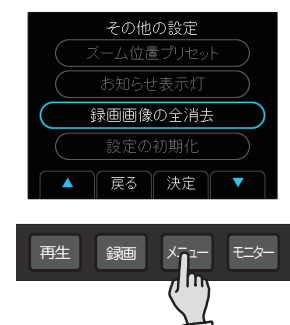 その他の設定
ズーム位置プリセット
お知らせ表示灯
録画画像の全消去
設定の初期化
▲ 戻る 決定 ▼
再生 録画 メニュー モニター